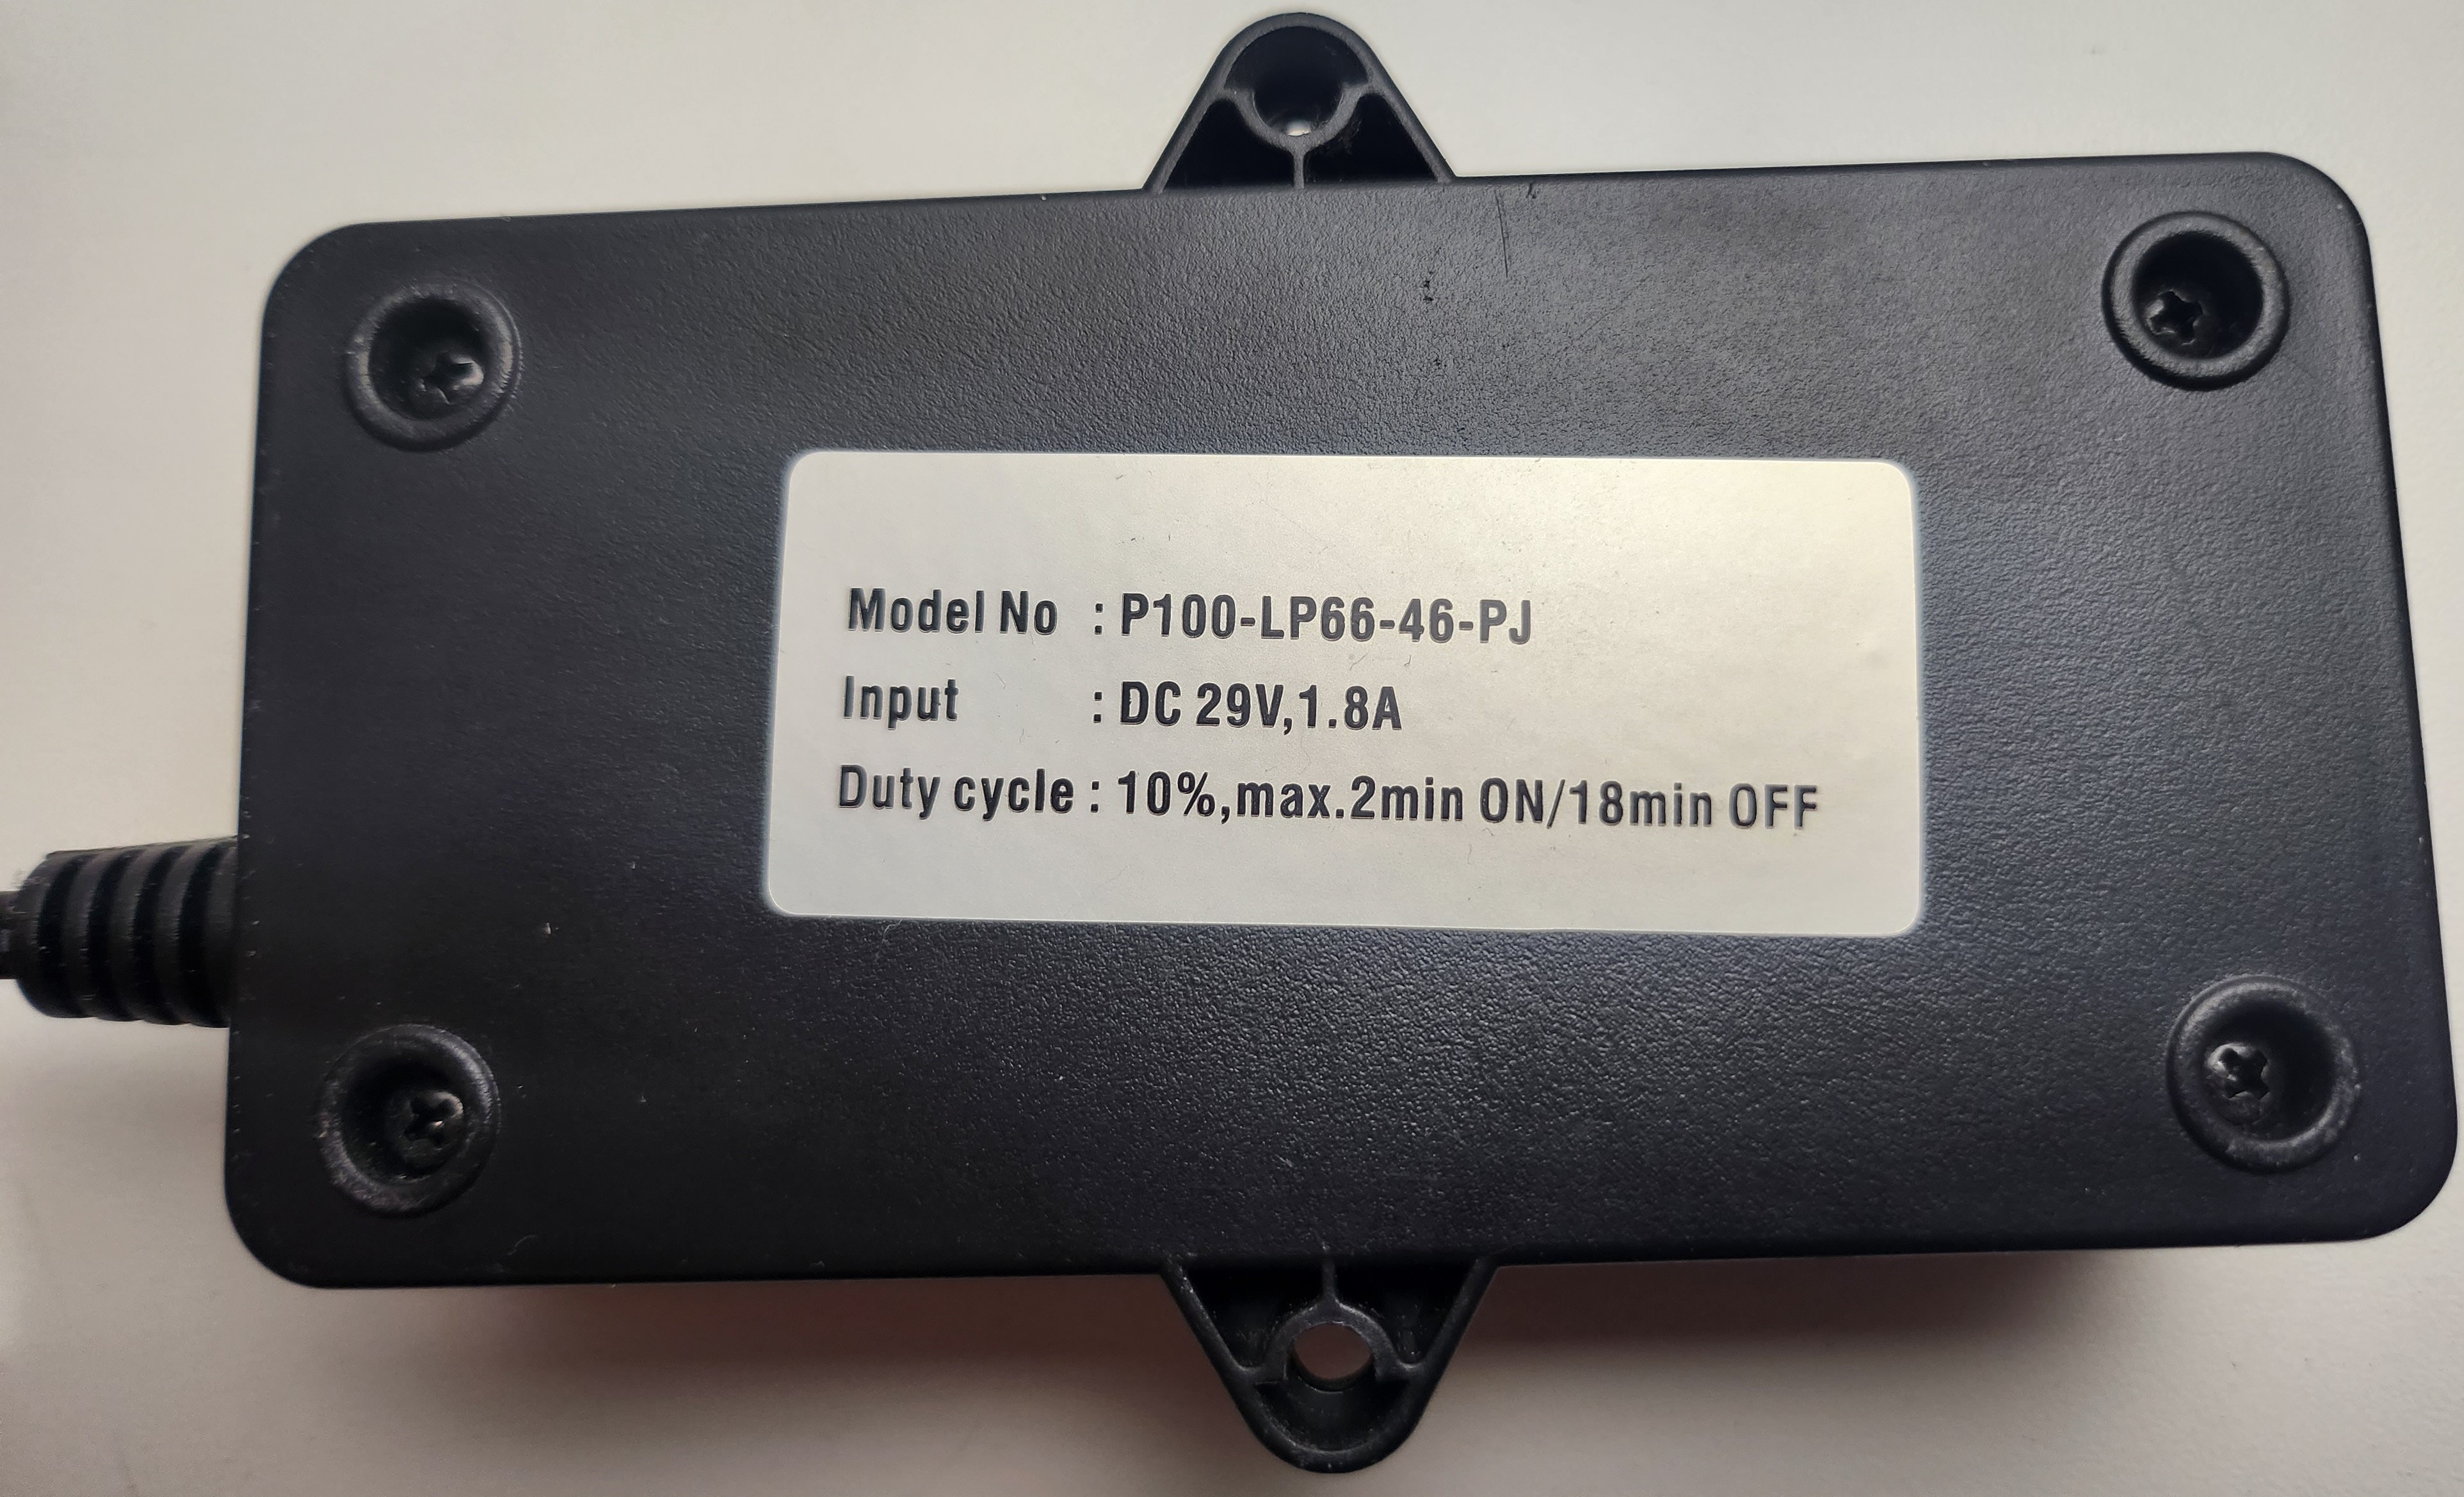 Model No : P100-LP66-46-PJ
Input : DC 29V,1.8A
Duty cycle : 10%,max.2min ON/18min OFF